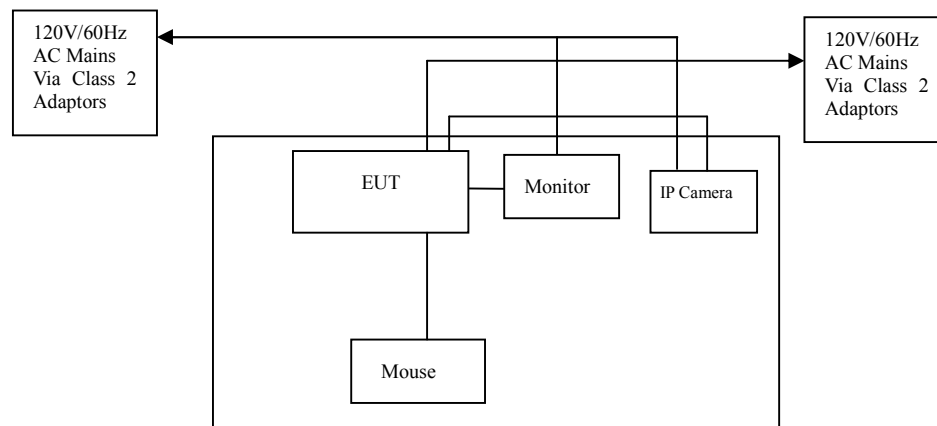 120V/60Hz
AC Mains
Via Class 2
Adaptors
120V/60Hz
AC Mains
Via Class 2
Adaptors
EUT
Monitor
IP Camera
Mouse